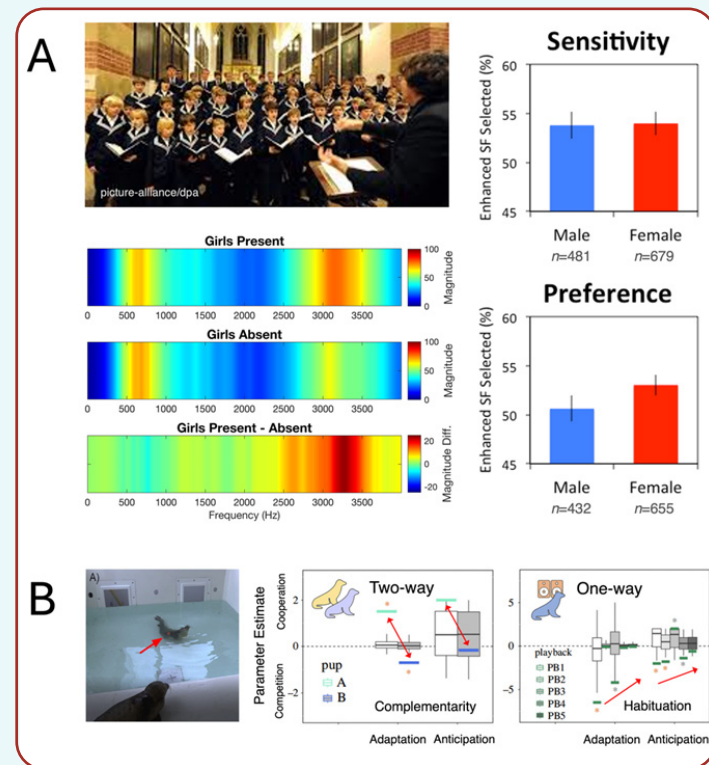 A
picture-alliance/dpa
Girls Present
100
50
0
Magnitude
0 500 1000 1500 2000 2500 3000 3500
Girls Absent
100
50
0
Magnitude
0 500 1000 1500 2000 2500 3000 3500
Girls Present - Absent
20
0
-20
Magnitude Diff.
0 500 1000 1500 2000 2500 3000 3500
Frequency (Hz)
Sensitivity
Enhanced SF Selected (%)
60
55
50
45
Male Female
n=481 n=679
Preference
Enhanced SF Selected (%)
60
55
50
45
Male Female
n=432 n=655
B
A)
Parameter Estimate
Cooperation
Competition
Two-way
2
0
−2
pup
A
B
Complementarity
Adaptation Anticipation
One-way
5
0
−5
playback
PB1
PB2
PB3
PB4
PB5
Habituation
Adaptation Anticipation